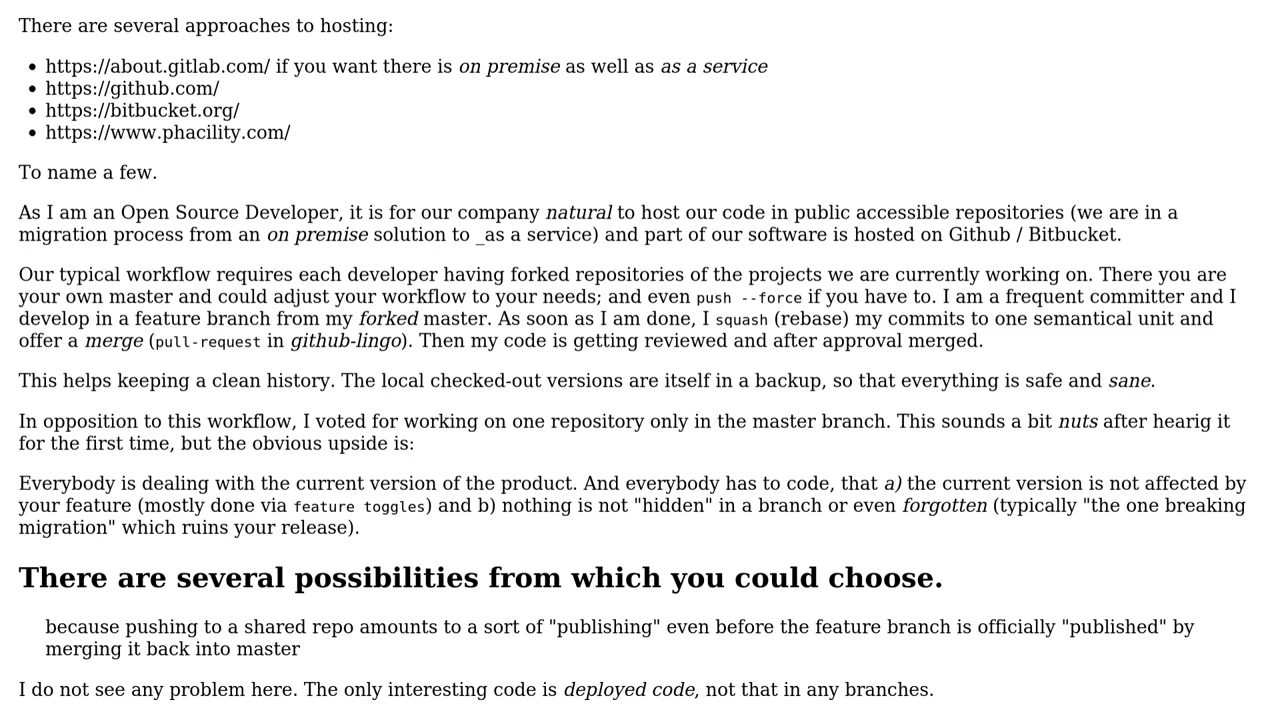 There are several approaches to hosting:
• https://about.gitlab.com/ if you want there is on premise as well as as a service
• https://github.com/
• https://bitbucket.org/
• https://www.phacility.com/
To name a few.
As I am an Open Source Developer, it is for our company natural to host our code in public accessible repositories (we are in a
migration process from an on premise solution to _as a service) and part of our software is hosted on Github / Bitbucket.
Our typical workflow requires each developer having forked repositories of the projects we are currently working on. There you are
your own master and could adjust your workflow to your needs; and even push --force if you have to. I am a frequent committer and I
develop in a feature branch from my forked master. As soon as I am done, I squash (rebase) my commits to one semantical unit and
offer a merge (pull-request in github-lingo). Then my code is getting reviewed and after approval merged.
This helps keeping a clean history. The local checked-out versions are itself in a backup, so that everything is safe and sane.
In opposition to this workflow, I voted for working on one repository only in the master branch. This sounds a bit nuts after hearig it
for the first time, but the obvious upside is:
Everybody is dealing with the current version of the product. And everybody has to code, that a) the current version is not affected by
your feature (mostly done via feature toggles) and b) nothing is not "hidden" in a branch or even forgotten (typically "the one breaking
migration" which ruins your release).
There are several possibilities from which you could choose.
because pushing to a shared repo amounts to a sort of "publishing" even before the feature branch is officially "published" by
merging it back into master
I do not see any problem here. The only interesting code is deployed code, not that in any branches.